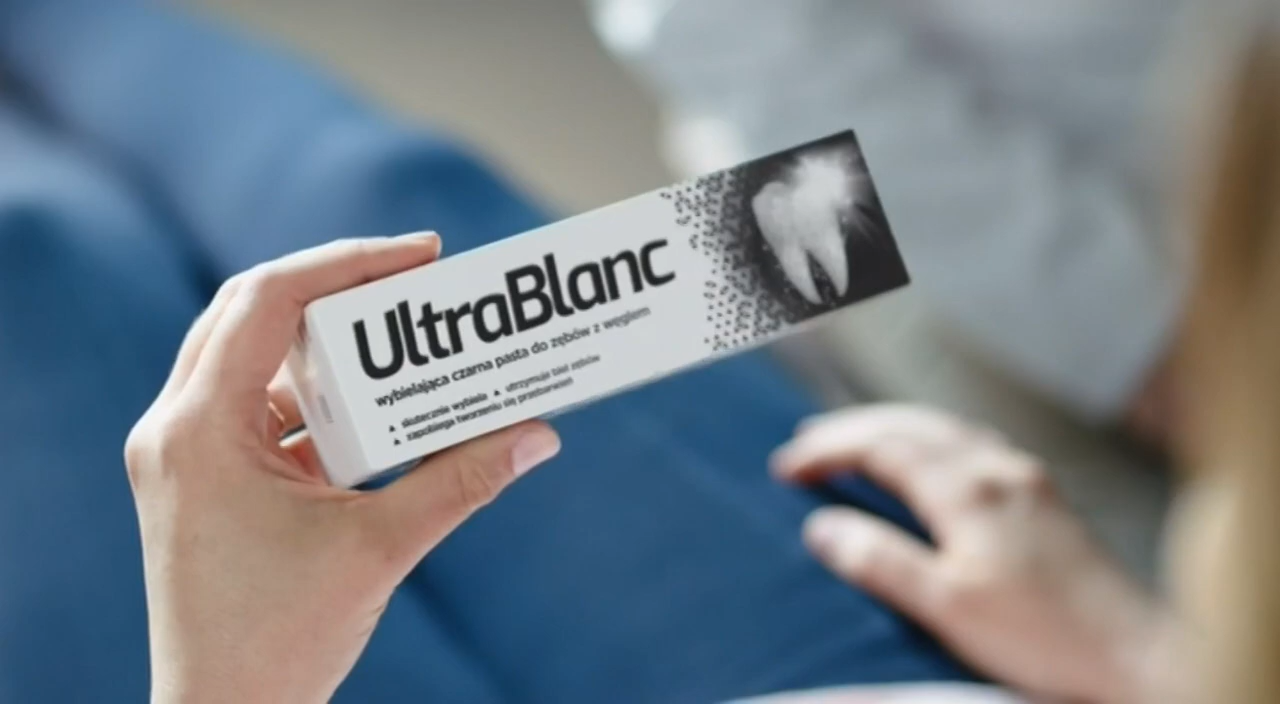 UltraBlanc
wybielająca czarna pasta do zębów z węglem
▲ skutecznie wybiela ▲ utrzymuje biel zębów
▲ zapobiega tworzeniu się przebarwień